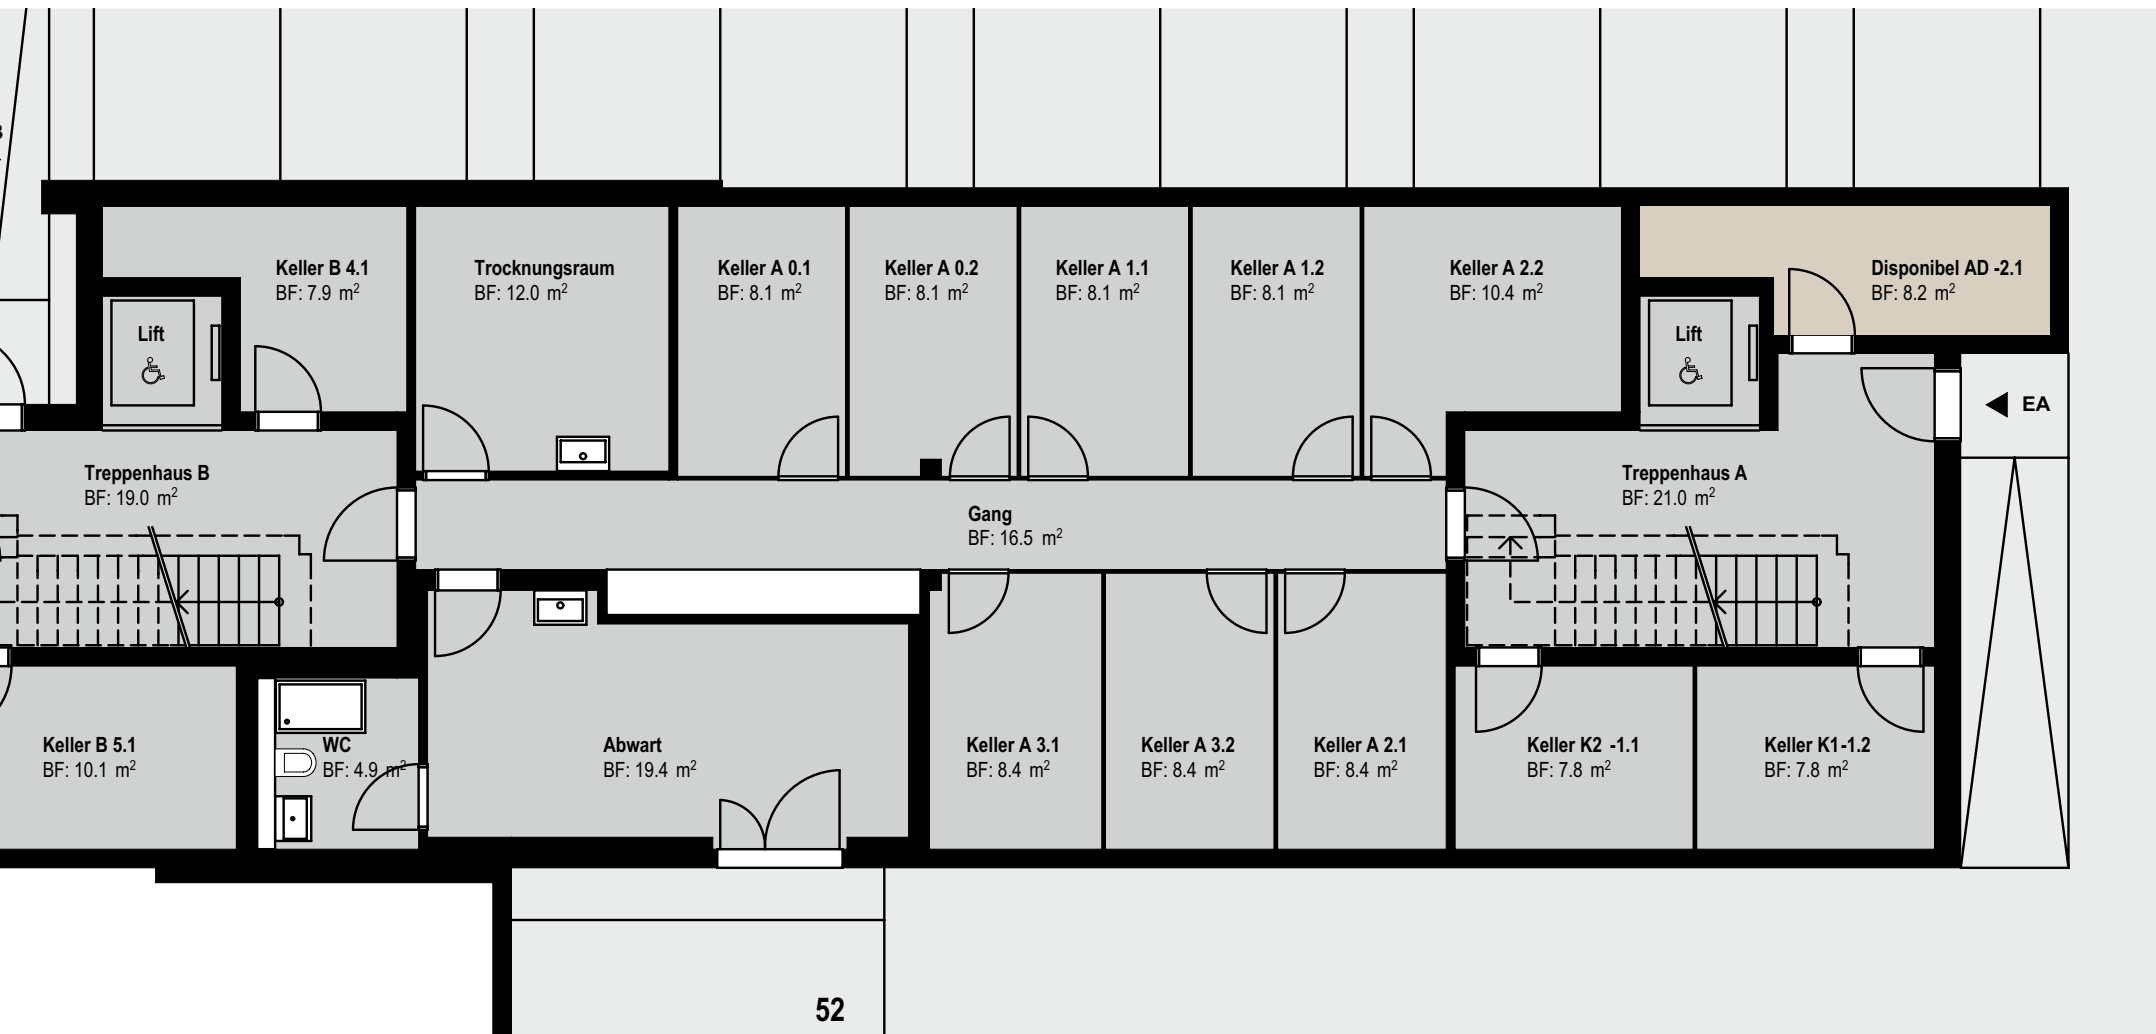 Keller B 4.1
BF: 7.9 m²
Trocknungsraum
BF: 12.0 m²
Keller A 0.1
BF: 8.1 m²
Keller A 0.2
BF: 8.1 m²
Keller A 1.1
BF: 8.1 m²
Keller A 1.2
BF: 8.1 m²
Keller A 2.2
BF: 10.4 m²
Disponibel AD -2.1
BF: 8.2 m²
Lift
Lift
EA
Treppenhaus B
BF: 19.0 m²
Treppenhaus A
BF: 21.0 m²
Gang
BF: 16.5 m²
Keller B 5.1
BF: 10.1 m²
WC
BF: 4.9 m²
Abwart
BF: 19.4 m²
Keller A 3.1
BF: 8.4 m²
Keller A 3.2
BF: 8.4 m²
Keller A 2.1
BF: 8.4 m²
Keller K2 -1.1
BF: 7.8 m²
Keller K1-1.2
BF: 7.8 m²
52